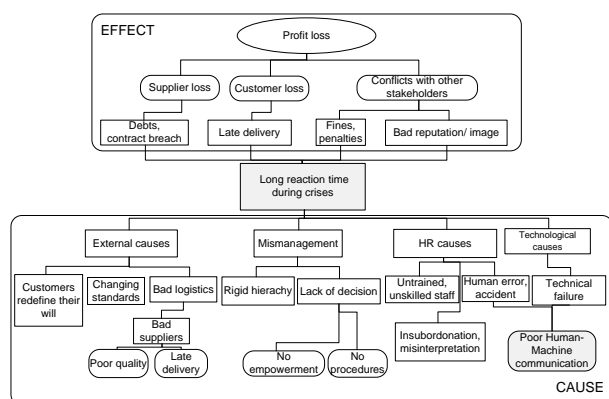 EFFECT
Profit loss
Supplier loss
Customer loss
Conflicts with other
stakeholders
Debts,
contract breach
Late delivery
Fines,
penalties
Bad reputation/ image
Long reaction time
during crises
External causes
Mismanagement
HR causes
Technological
causes
Customers
redefine their
will
Changing
standards
Bad logistics
Rigid hierachy
Lack of decision
Untrained,
unskilled staff
Human error,
accident
Technical
failure
Bad
suppliers
Insubordonation,
misinterpretation
Poor Human-
Machine
communication
Poor quality
Late
delivery
No
empowerment
No
procedures
CAUSE